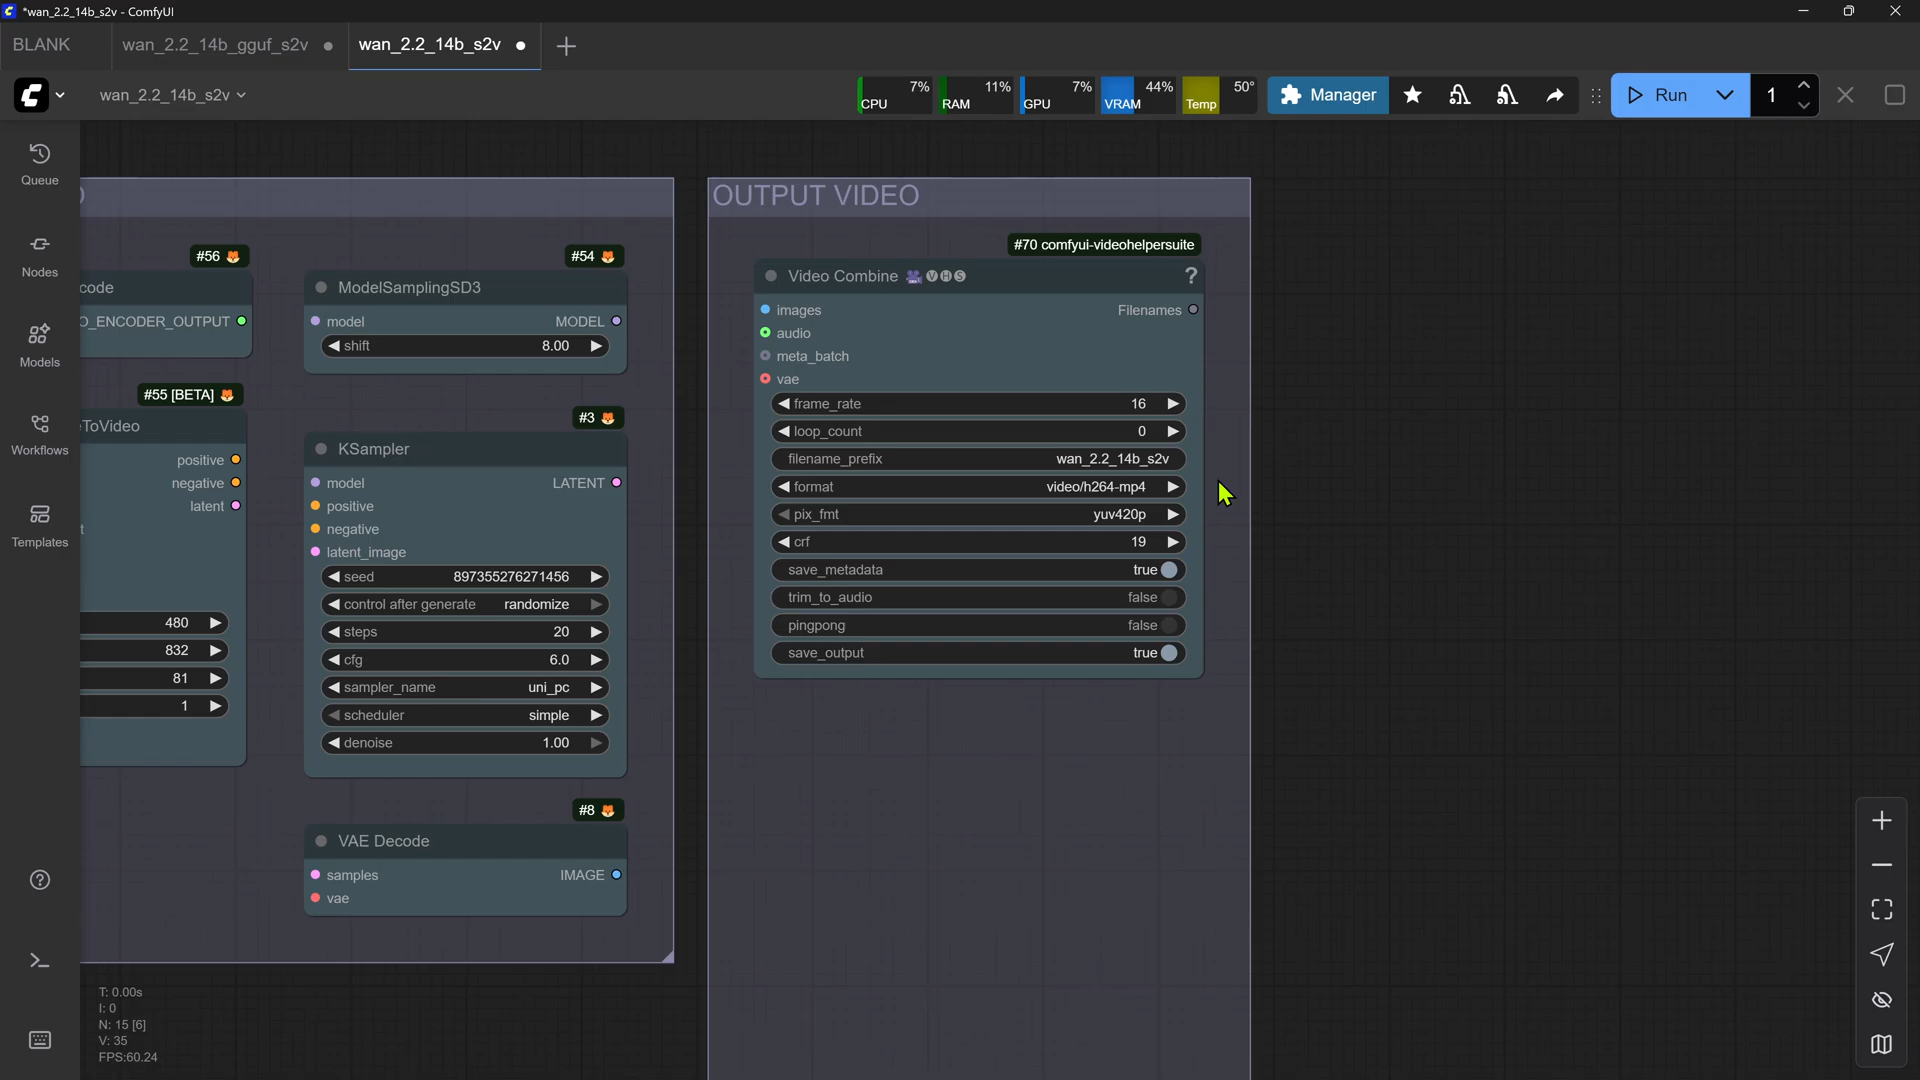 *wan_2.2_14b_s2v - ComfyUI
BLANK
wan_2.2_14b_gguf_s2v
wan_2.2_14b_s2v
wan_2.2_14b_s2v
CPU 7%
RAM 11%
GPU 7%
VRAM 44%
Temp 50°
Manager
Run
1
Queue
Nodes
Models
Workflows
Templates
#56
code
O_ENCODER_OUTPUT
#55 [BETA]
eToVideo
positive
negative
latent
t
480
832
81
1
#54
ModelSamplingSD3
model MODEL
shift 8.00
#3
KSampler
model LATENT
positive
negative
latent_image
seed 897355276271456
control after generate randomize
steps 20
cfg 6.0
sampler_name uni_pc
scheduler simple
denoise 1.00
#8
VAE Decode
samples IMAGE
vae
OUTPUT VIDEO
#70 comfyui-videohelpersuite
Video Combine 🎥🅥🅗🅢 ?
images Filenames
audio
meta_batch
vae
frame_rate 16
loop_count 0
filename_prefix wan_2.2_14b_s2v
format video/h264-mp4
pix_fmt yuv420p
crf 19
save_metadata true
trim_to_audio false
pingpong false
save_output true
T: 0.00s
I: 0
N: 15 [6]
V: 35
FPS:60.24